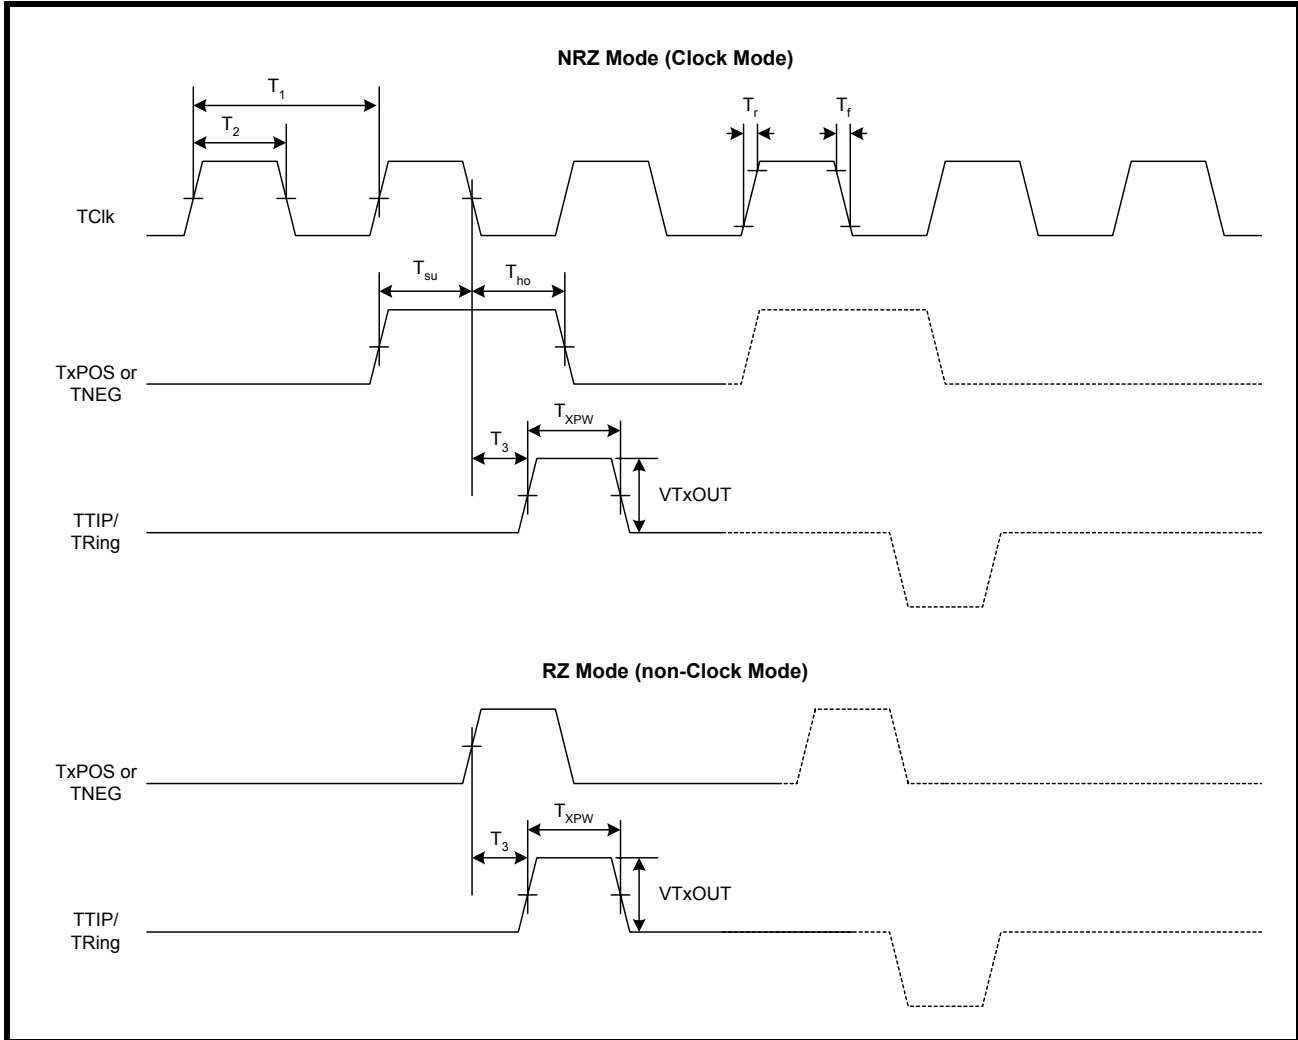 NRZ Mode (Clock Mode)
T1
T2
Tr
Tf
TClk
Tsu
Tho
TxPOS or
TNEG
TXPW
T3
VTxOUT
TTIP/
TRing
RZ Mode (non-Clock Mode)
TxPOS or
TNEG
TXPW
T3
VTxOUT
TTIP/
TRing